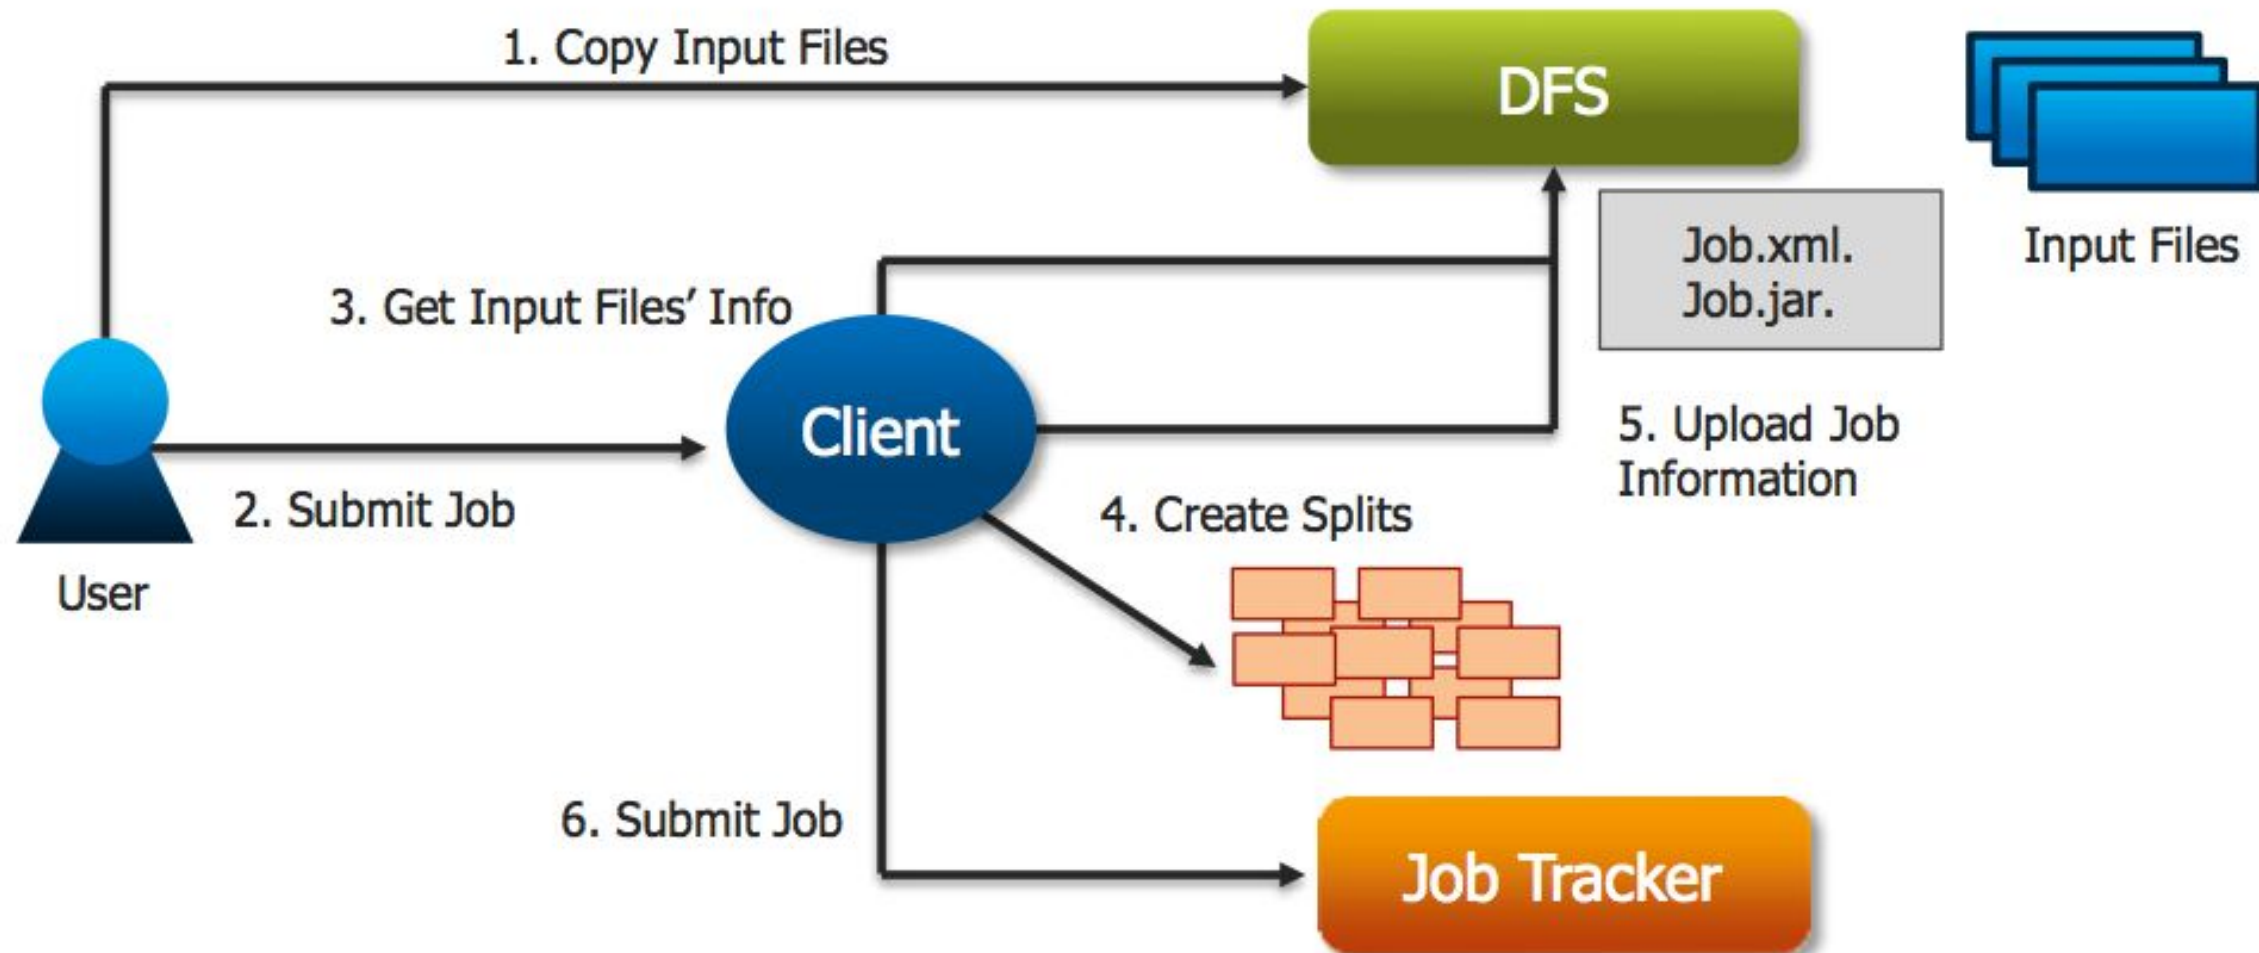 1. Copy Input Files
DFS
Job.xml.
Job.jar.
Input Files
3. Get Input Files’ Info
Client
5. Upload Job
Information
2. Submit Job
4. Create Splits
User
6. Submit Job
Job Tracker